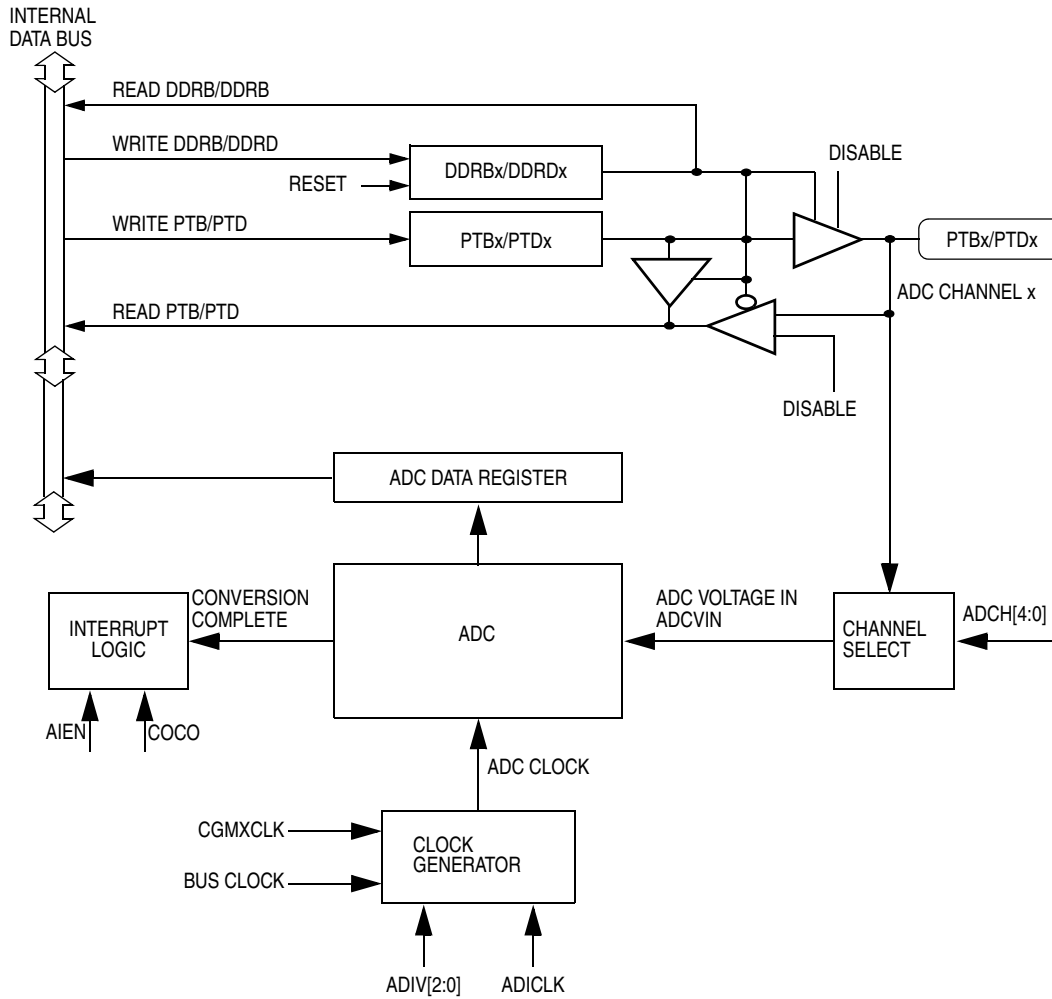 INTERNAL
DATA BUS
READ DDRB/DDRB
WRITE DDRB/DDRD
RESET
DDRBx/DDRDx
DISABLE
WRITE PTB/PTD
PTBx/PTDx
PTBx/PTDx
ADC CHANNEL x
READ PTB/PTD
DISABLE
ADC DATA REGISTER
INTERRUPT
LOGIC
CONVERSION
COMPLETE
ADC
ADC VOLTAGE IN
ADCVIN
CHANNEL
SELECT
ADCH[4:0]
AIEN
COCO
ADC CLOCK
CGMXCLK
BUS CLOCK
CLOCK
GENERATOR
ADIV[2:0]
ADICLK